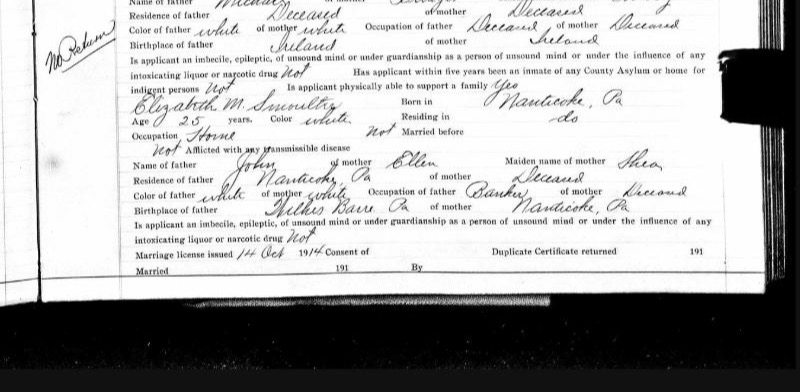 Name of father Michael of mother
Residence of father Deceased of mother Deceased
Color of father white of mother white Occupation of father Deceased of mother Deceased
Birthplace of father Ireland of mother Ireland
No Return
Is applicant an imbecile, epileptic, of unsound mind or under guardianship as a person of unsound mind or under the influence of any
intoxicating liquor or narcotic drug Not Has applicant within five years been an inmate of any County Asylum or home for
indigent persons Not Is applicant physically able to support a family Yes
Elizabeth M. Smoulter Born in Nanticoke, Pa
Age 25 years. Color white Residing in do
Occupation Home Not Married before
Not Afflicted with any transmissible disease
Name of father John of mother Ellen Maiden name of mother Shea
Residence of father Nanticoke, Pa of mother Deceased
Color of father white of mother white Occupation of father Banker of mother Deceased
Birthplace of father Wilkes Barre Pa of mother Nanticoke, Pa
Is applicant an imbecile, epileptic, of unsound mind or under guardianship as a person of unsound mind or under the influence of any
intoxicating liquor or narcotic drug Not
Marriage license issued 14 Oct 1914 Consent of Duplicate Certificate returned 191
Married 191 By